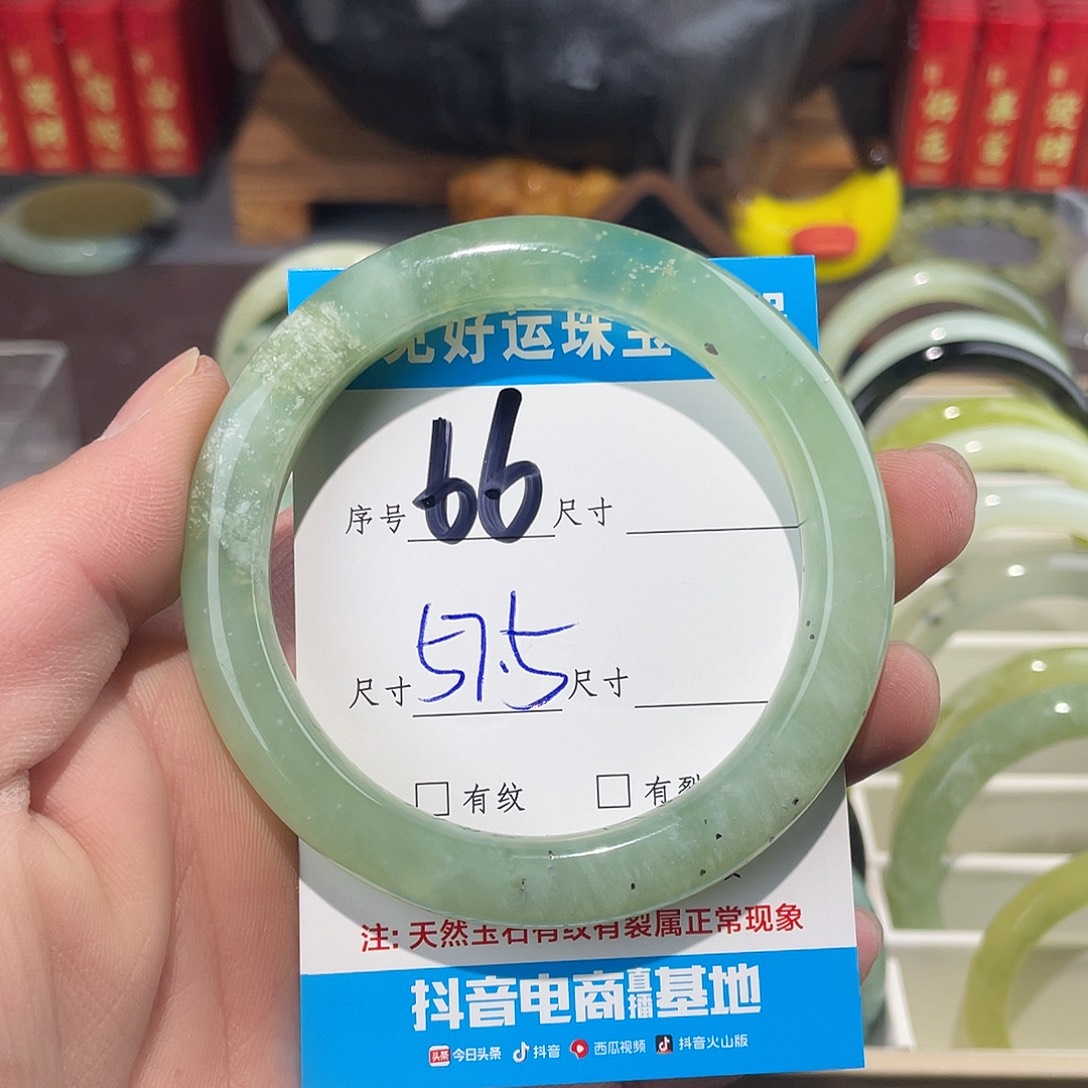 好运珠宝
序号 66 尺寸
尺寸 57.5 尺寸
□ 有纹 □ 有裂
注: 天然玉石有纹有裂属正常现象
抖音电商直播基地
头条 今日头条 抖音 西瓜视频 抖音火山版